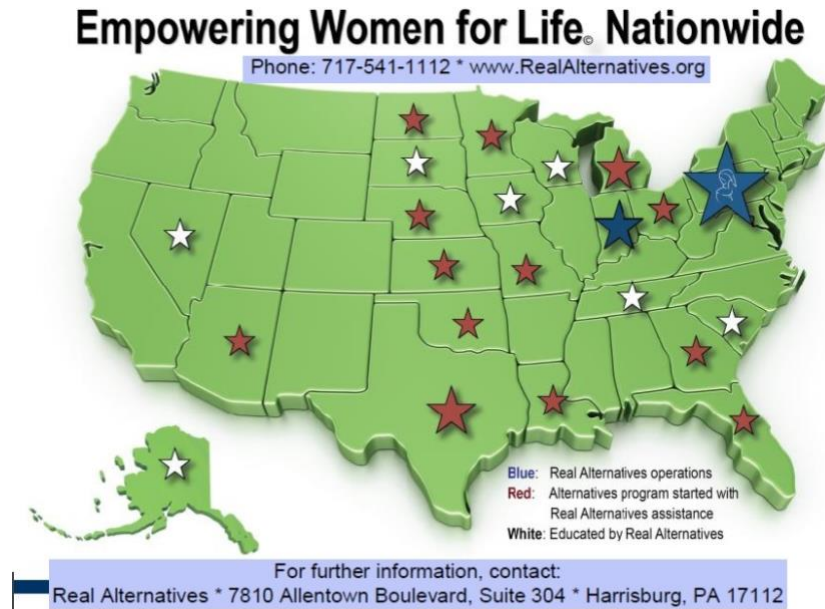 Empowering Women for Life© Nationwide
Phone: 717-541-1112 * www.RealAlternatives.org
Blue: Real Alternatives operations
Red: Alternatives program started with
Real Alternatives assistance
White: Educated by Real Alternatives
For further information, contact:
Real Alternatives * 7810 Allentown Boulevard, Suite 304 * Harrisburg, PA 17112